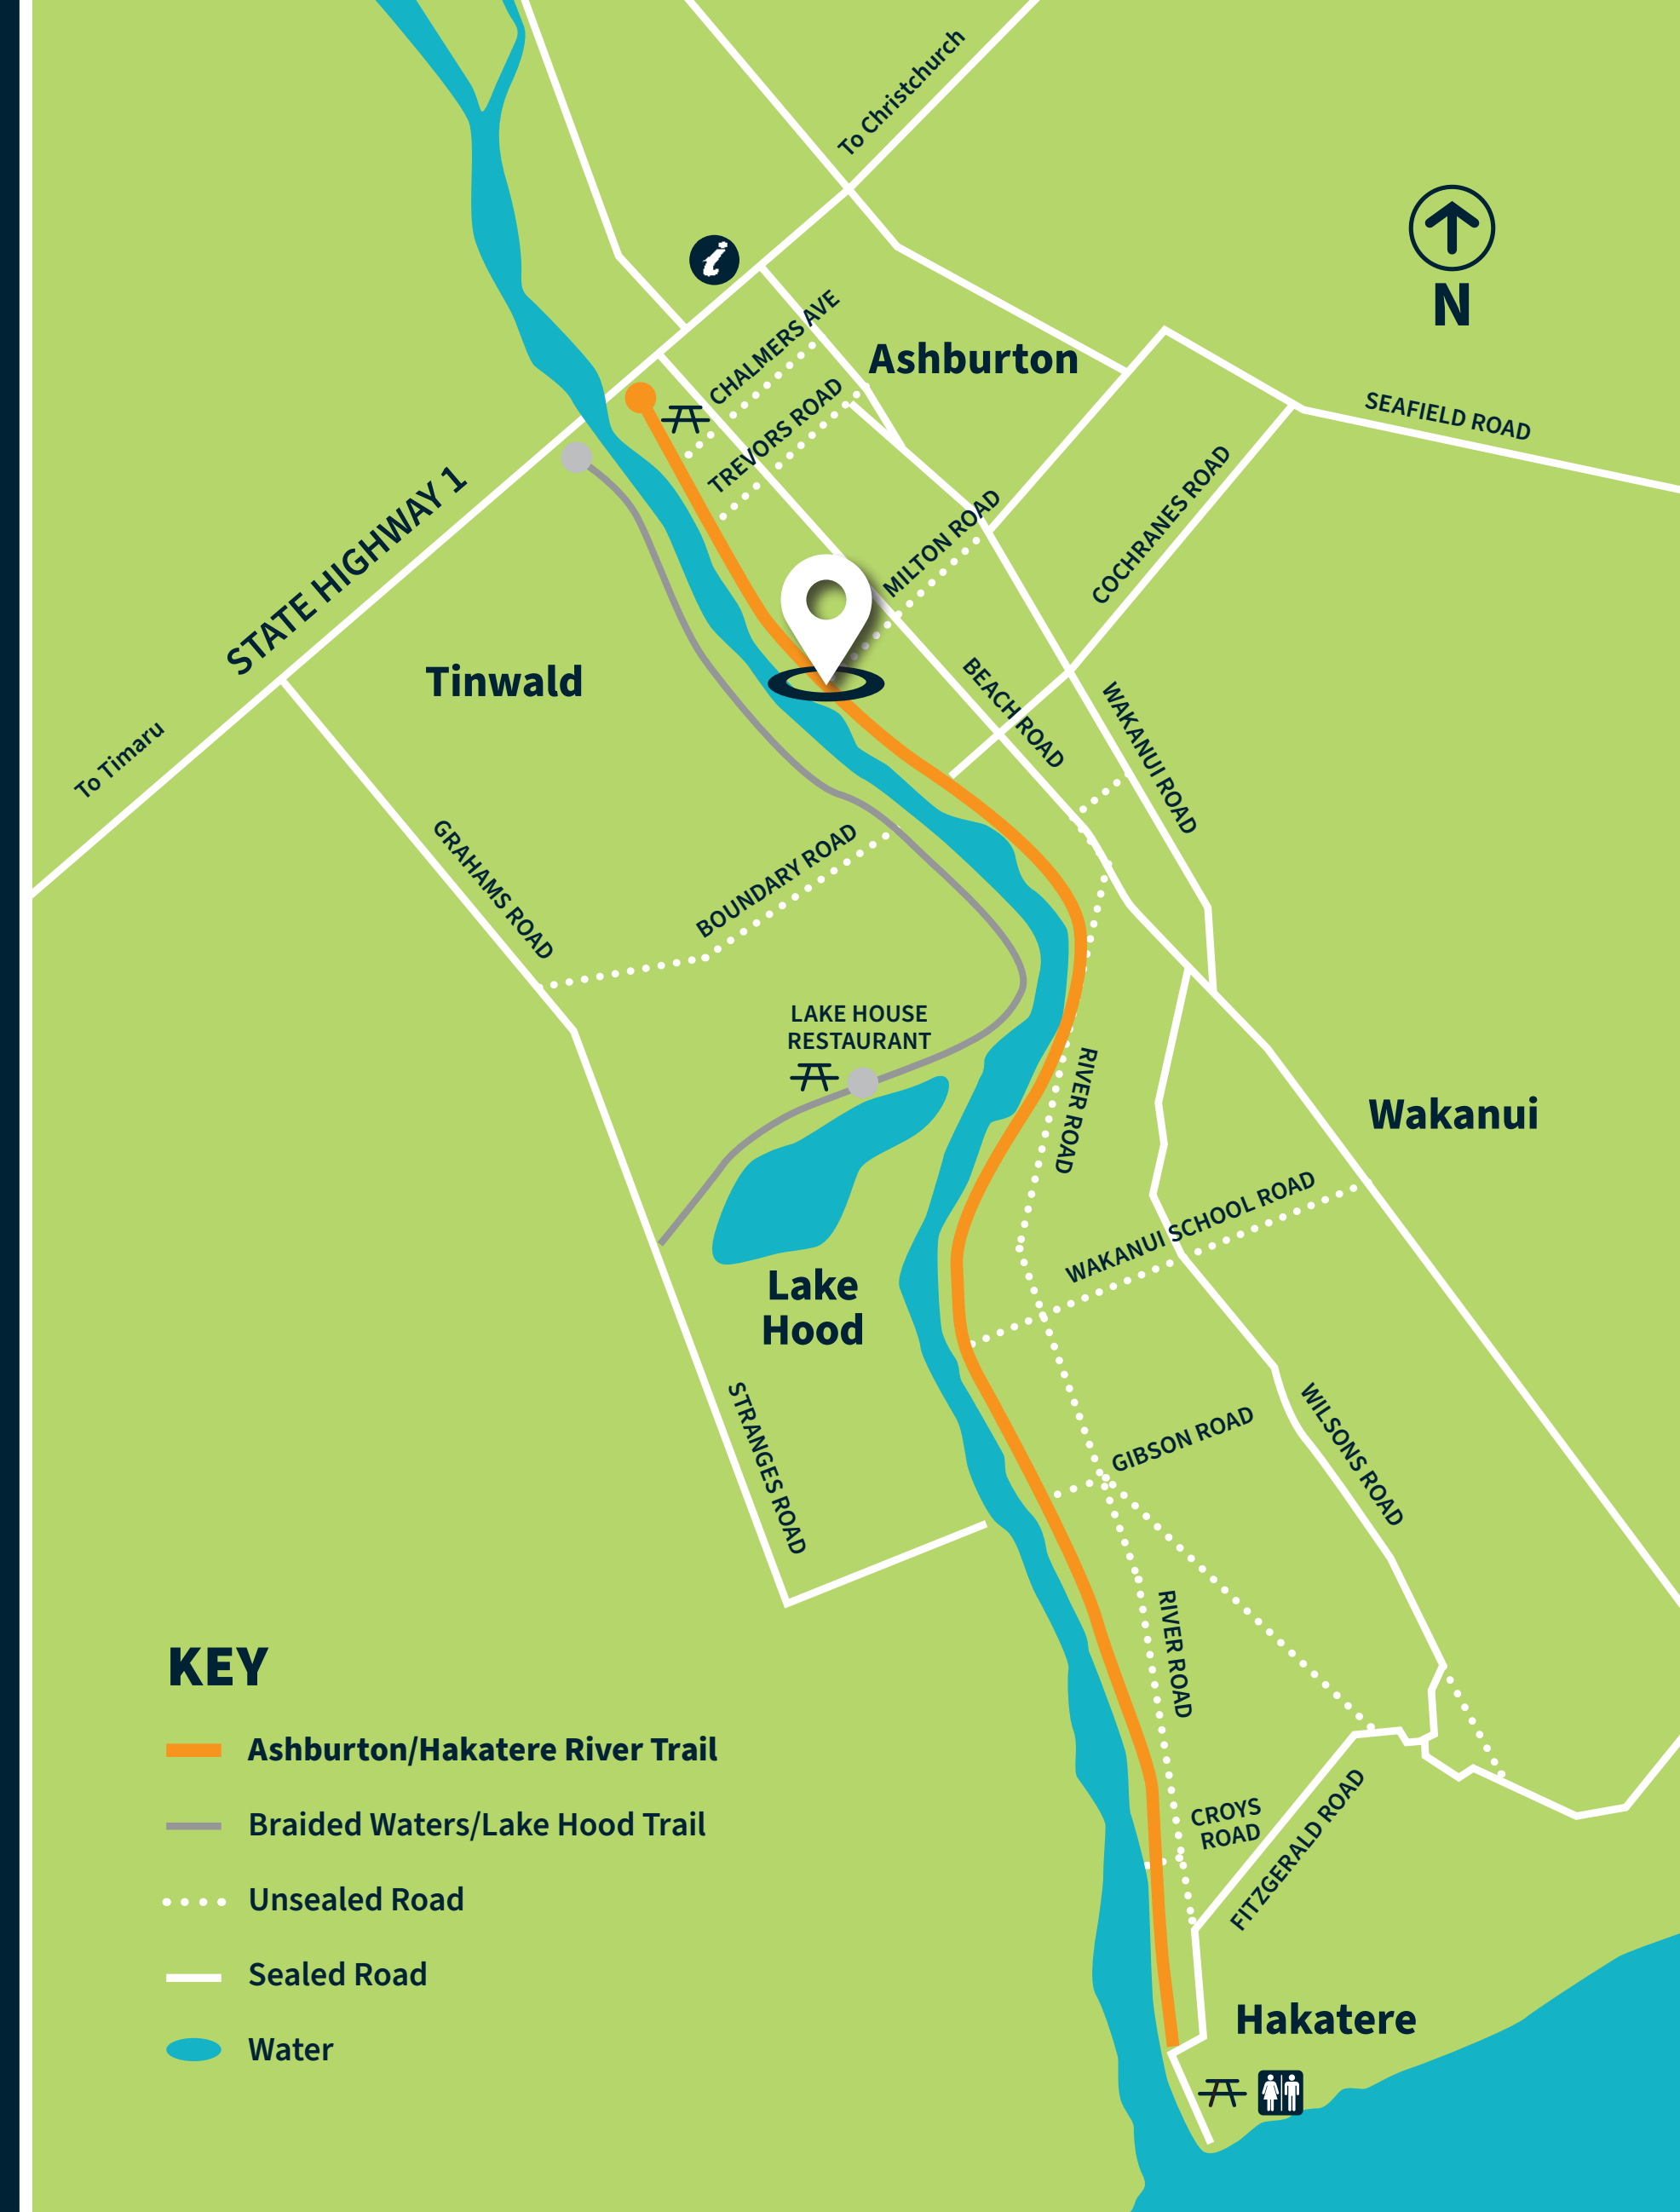 To Christchurch
N
CHALMERS AVE
Ashburton
TREVORS ROAD
SEAFIELD ROAD
STATE HIGHWAY 1
MILTON ROAD
COCHRANES ROAD
Tinwald
To Timaru
BEACH ROAD
WAKANUI ROAD
GRAHAMS ROAD
BOUNDARY ROAD
LAKE HOUSE
RESTAURANT
RIVER ROAD
Wakanui
WAKANUI SCHOOL ROAD
Lake
Hood
STRANGES ROAD
GIBSON ROAD
WILSONS ROAD
RIVER ROAD
KEY
Ashburton/Hakatere River Trail
Braided Waters/Lake Hood Trail
CROYS
ROAD
FITZGERALD ROAD
Unsealed Road
Sealed Road
Hakatere
Water